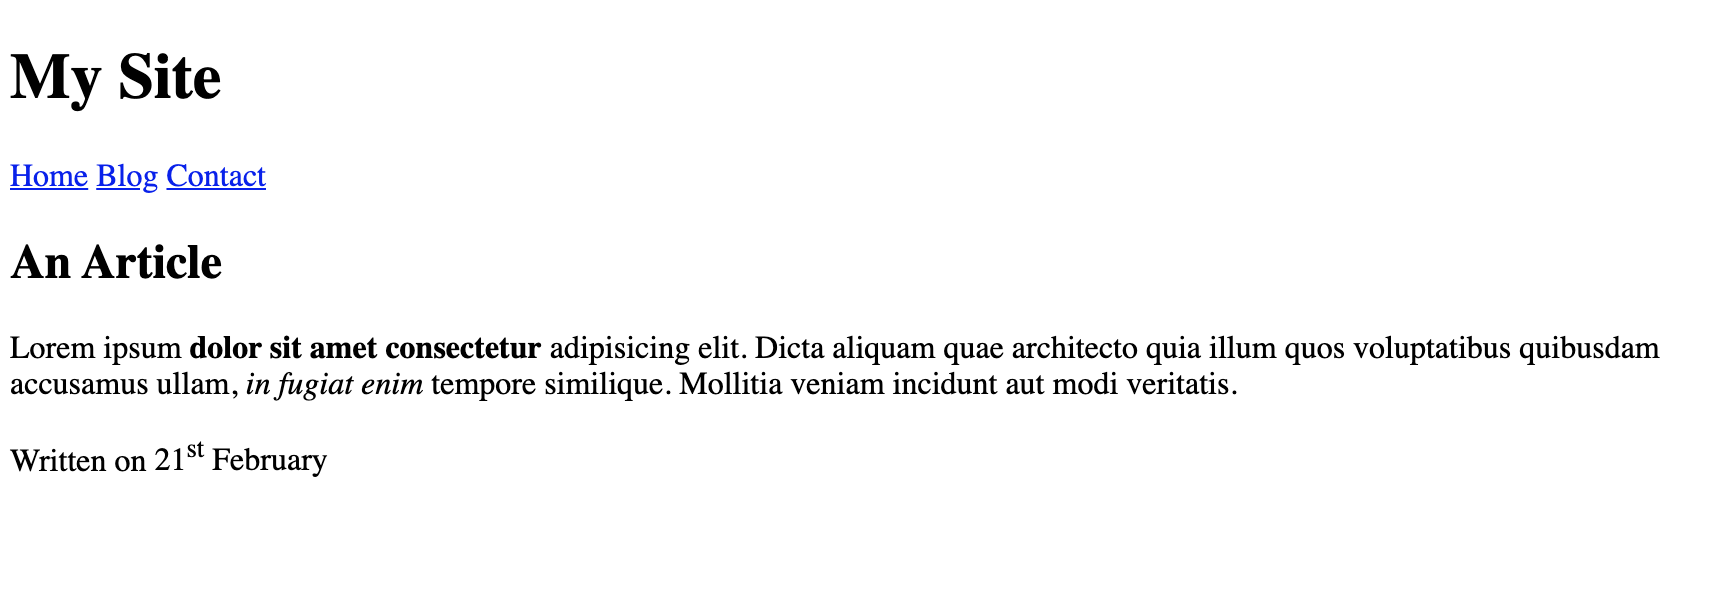 My Site
Home Blog Contact
An Article
Lorem ipsum dolor sit amet consectetur adipisicing elit. Dicta aliquam quae architecto quia illum quos voluptatibus quibusdam
accusamus ullam, in fugiat enim tempore similique. Mollitia veniam incidunt aut modi veritatis.
Written on 21st February